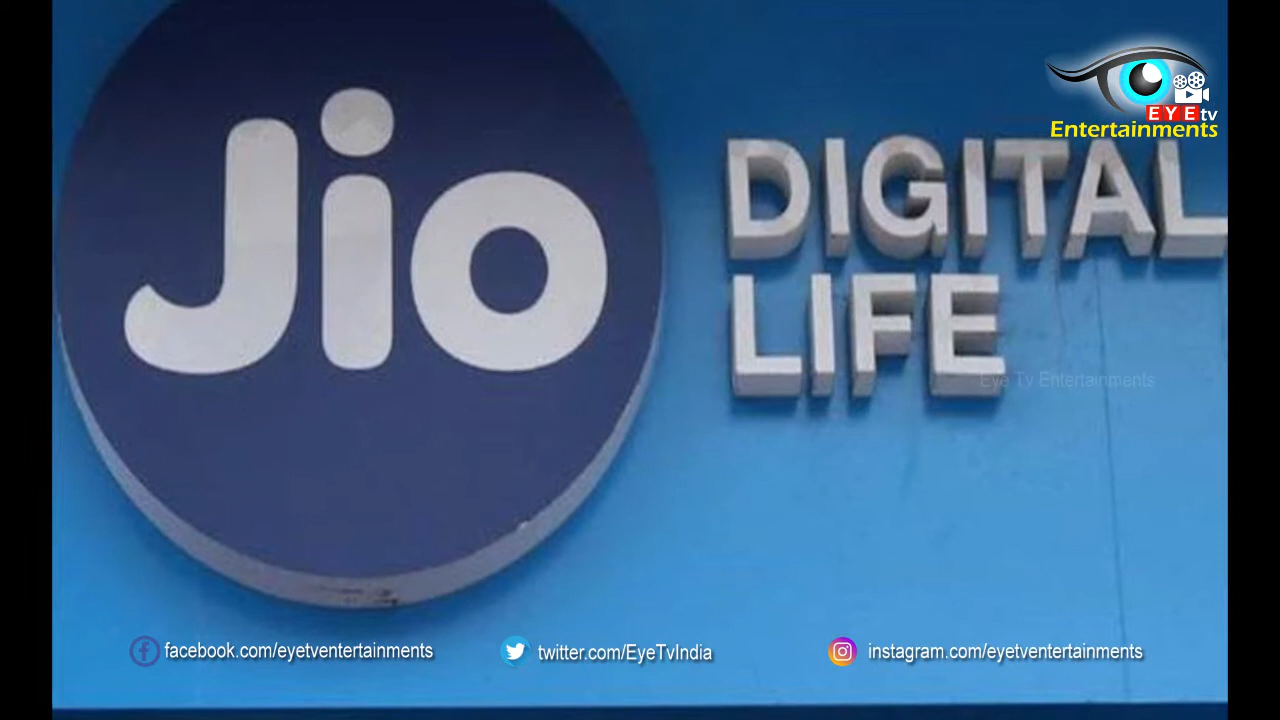 Jio
DIGITAL
LIFE
EYE tv
Entertainments
Eye Tv Entertainments
facebook.com/eyetventertainments
twitter.com/EyeTvIndia
instagram.com/eyetventertainments